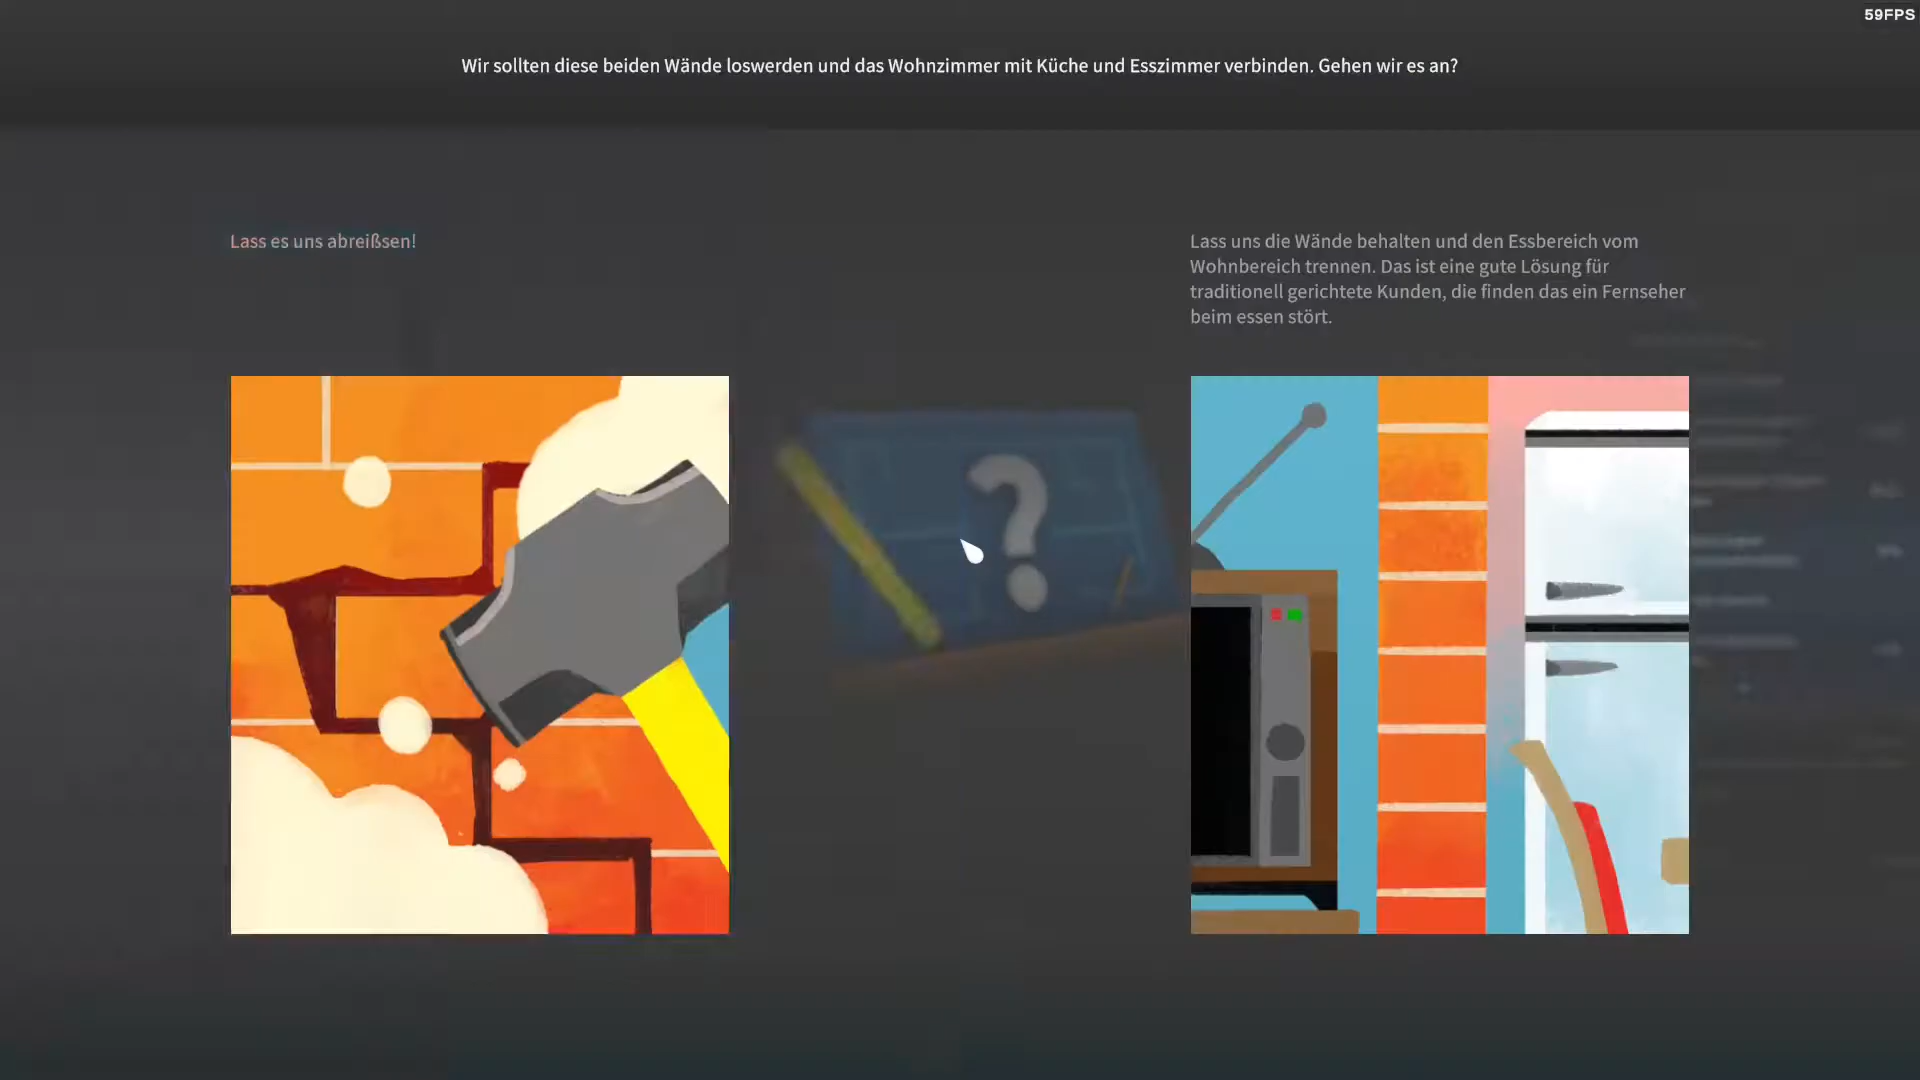 59FPS
Wir sollten diese beiden Wände loswerden und das Wohnzimmer mit Küche und Esszimmer verbinden. Gehen wir es an?
Lass es uns abreißsen!
Lass uns die Wände behalten und den Essbereich vom
Wohnbereich trennen. Das ist eine gute Lösung für
traditionell gerichtete Kunden, die finden das ein Fernseher
beim essen stört.
?